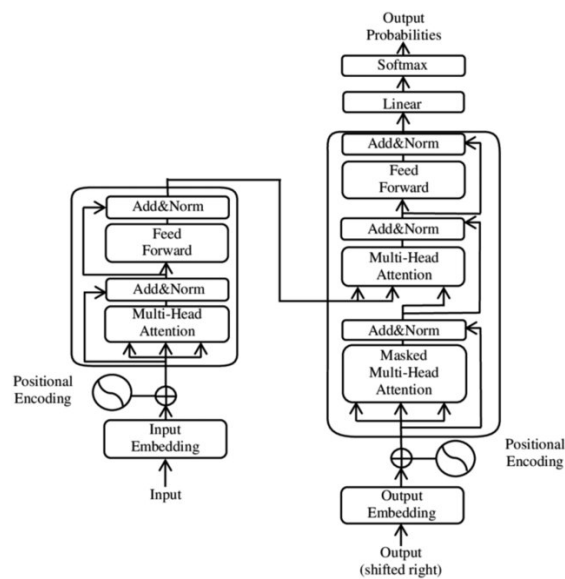 Output
Probabilities
Softmax
Linear
Add&Norm
Feed
Forward
Add&Norm
Multi-Head
Attention
Add&Norm
Masked
Multi-Head
Attention
Positional
Encoding
Output
Embedding
Output
(shifted right)
Add&Norm
Feed
Forward
Add&Norm
Multi-Head
Attention
Positional
Encoding
Input
Embedding
Input